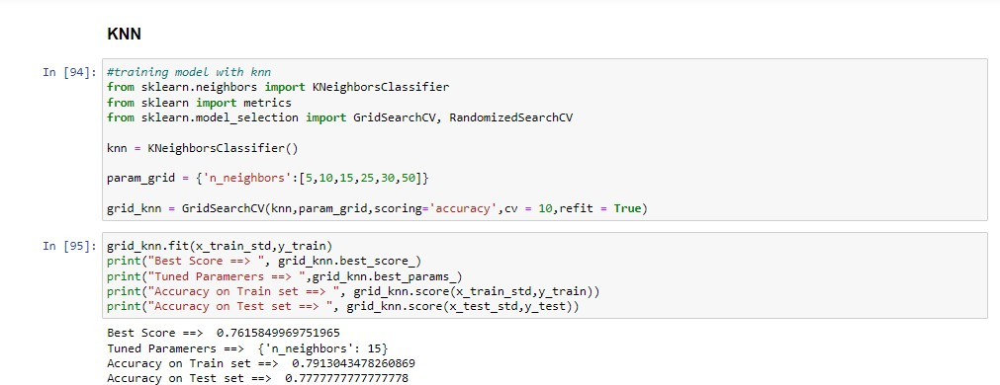 KNN
In [94]: #training model with knn
from sklearn.neighbors import KNeighborsClassifier
from sklearn import metrics
from sklearn.model_selection import GridSearchCV, RandomizedSearchCV
knn = KNeighborsClassifier()
param_grid = {'n_neighbors':[5,10,15,25,30,50]}
grid_knn = GridSearchCV(knn,param_grid,scoring='accuracy',cv = 10,refit = True)
In [95]: grid_knn.fit(x_train_std,y_train)
print("Best Score ==> ", grid_knn.best_score_)
print("Tuned Paramerers ==> ",grid_knn.best_params_)
print("Accuracy on Train set ==> ", grid_knn.score(x_train_std,y_train))
print("Accuracy on Test set ==> ", grid_knn.score(x_test_std,y_test))
Best Score ==>  0.7615849969751965
Tuned Paramerers ==>  {'n_neighbors': 15}
Accuracy on Train set ==>  0.7913043478260869
Accuracy on Test set ==>  0.7777777777777778